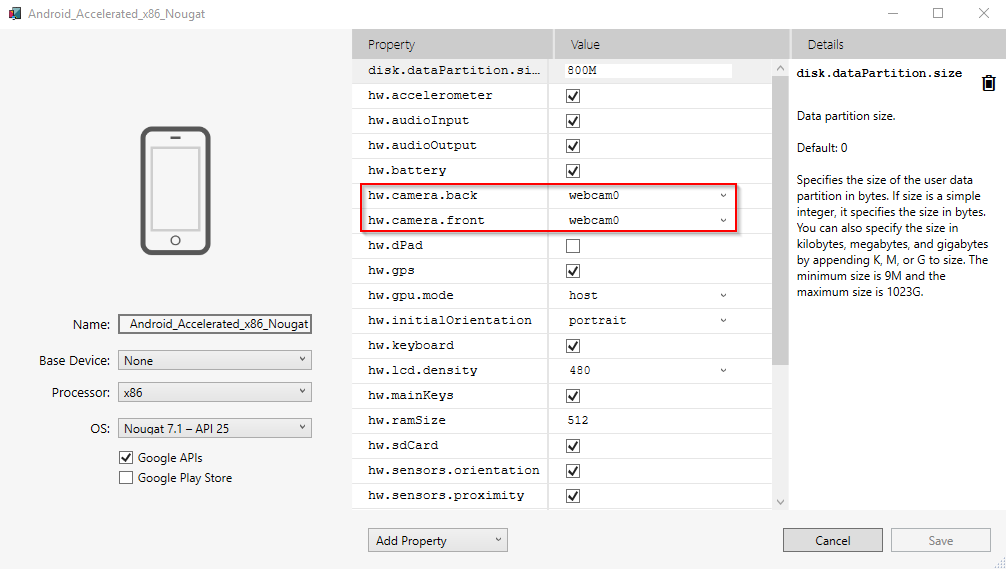 Android_Accelerated_x86_Nougat
Property Value Details
disk.dataPartition.si... 800M
hw.accelerometer
hw.audioInput
hw.audioOutput
hw.battery
hw.camera.back webcam0
hw.camera.front webcam0
hw.dPad
hw.gps
hw.gpu.mode host
hw.initialOrientation portrait
hw.keyboard
hw.lcd.density 480
hw.mainKeys
hw.ramSize 512
hw.sdCard
hw.sensors.orientation
hw.sensors.proximity
disk.dataPartition.size
Data partition size.
Default: 0
Specifies the size of the user data
partition in bytes. If size is a simple
integer, it specifies the size in bytes.
You can also specify the size in
kilobytes, megabytes, and gigabytes
by appending K, M, or G to size. The
minimum size is 9M and the
maximum size is 1023G.
Name: Android_Accelerated_x86_Nougat
Base Device: None
Processor: x86
OS: Nougat 7.1 – API 25
Google APIs
Google Play Store
Add Property
Cancel
Save